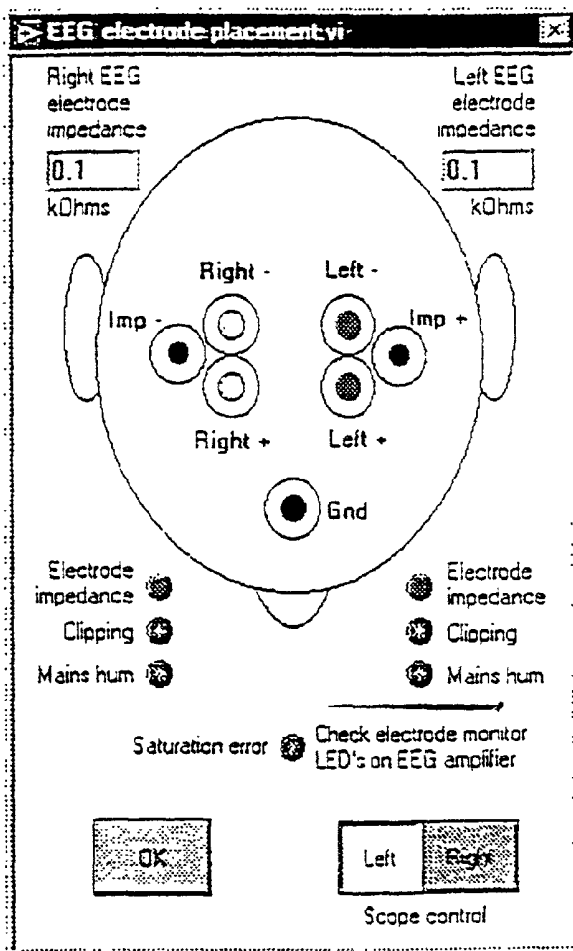 EEG electrode placement.vi
Right EEG
electrode
impedance
0.1
kOhms
Left EEG
electrode
impedance
0.1
kOhms
Right -
Left -
Imp -
Imp +
Right +
Left +
Gnd
Electrode
impedance
Clipping
Mains hum
Electrode
impedance
Clipping
Mains hum
Saturation error
Check electrode monitor
LED's on EEG amplifier
OK
Left
Right
Scope control